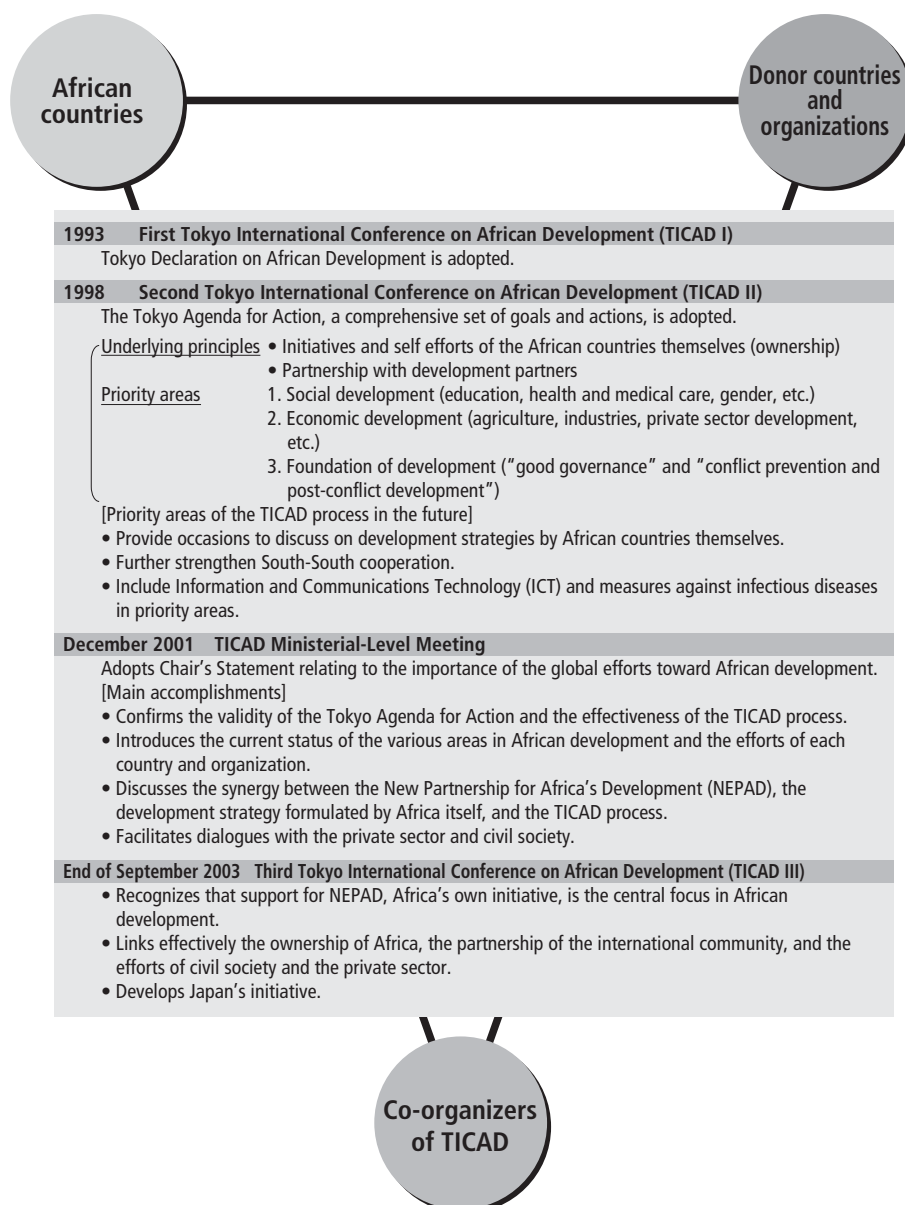 African
countries
Donor countries
and
organizations
1993 First Tokyo International Conference on African Development (TICAD I)
Tokyo Declaration on African Development is adopted.
1998 Second Tokyo International Conference on African Development (TICAD II)
The Tokyo Agenda for Action, a comprehensive set of goals and actions, is adopted.
Underlying principles • Initiatives and self efforts of the African countries themselves (ownership)
• Partnership with development partners
Priority areas 1. Social development (education, health and medical care, gender, etc.)
2. Economic development (agriculture, industries, private sector development,
etc.)
3. Foundation of development (“good governance” and “conflict prevention and
post-conflict development”)
[Priority areas of the TICAD process in the future]
• Provide occasions to discuss on development strategies by African countries themselves.
• Further strengthen South-South cooperation.
• Include Information and Communications Technology (ICT) and measures against infectious diseases
in priority areas.
December 2001 TICAD Ministerial-Level Meeting
Adopts Chair’s Statement relating to the importance of the global efforts toward African development.
[Main accomplishments]
• Confirms the validity of the Tokyo Agenda for Action and the effectiveness of the TICAD process.
• Introduces the current status of the various areas in African development and the efforts of each
country and organization.
• Discusses the synergy between the New Partnership for Africa’s Development (NEPAD), the
development strategy formulated by Africa itself, and the TICAD process.
• Facilitates dialogues with the private sector and civil society.
End of September 2003 Third Tokyo International Conference on African Development (TICAD III)
• Recognizes that support for NEPAD, Africa’s own initiative, is the central focus in African
development.
• Links effectively the ownership of Africa, the partnership of the international community, and the
efforts of civil society and the private sector.
• Develops Japan’s initiative.
Co-organizers
of TICAD